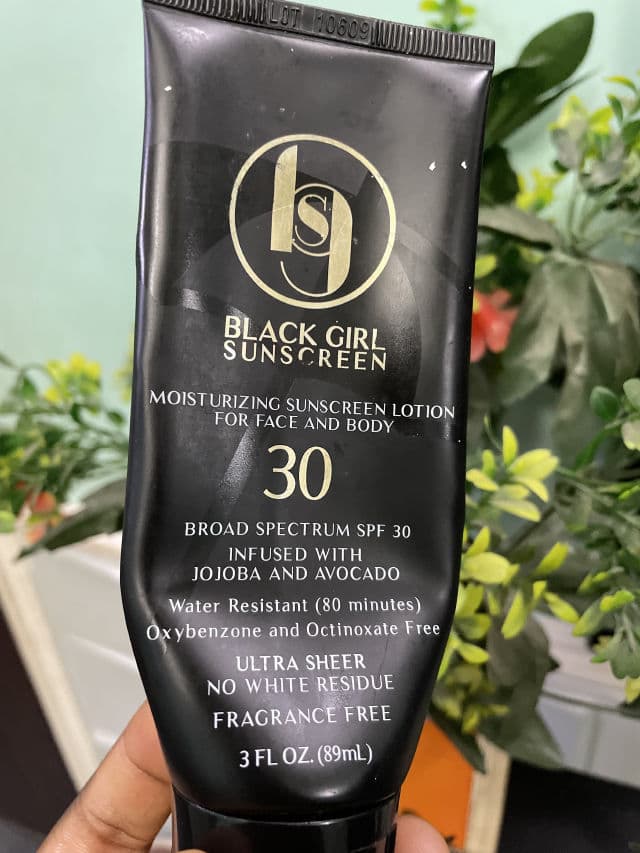 LOT 10609
bsg
BLACK GIRL
SUNSCREEN
MOISTURIZING SUNSCREEN LOTION
FOR FACE AND BODY
30
BROAD SPECTRUM SPF 30
INFUSED WITH
JOJOBA AND AVOCADO
Water Resistant (80 minutes)
Oxybenzone and Octinoxate Free
ULTRA SHEER
NO WHITE RESIDUE
FRAGRANCE FREE
3 FL OZ. (89mL)